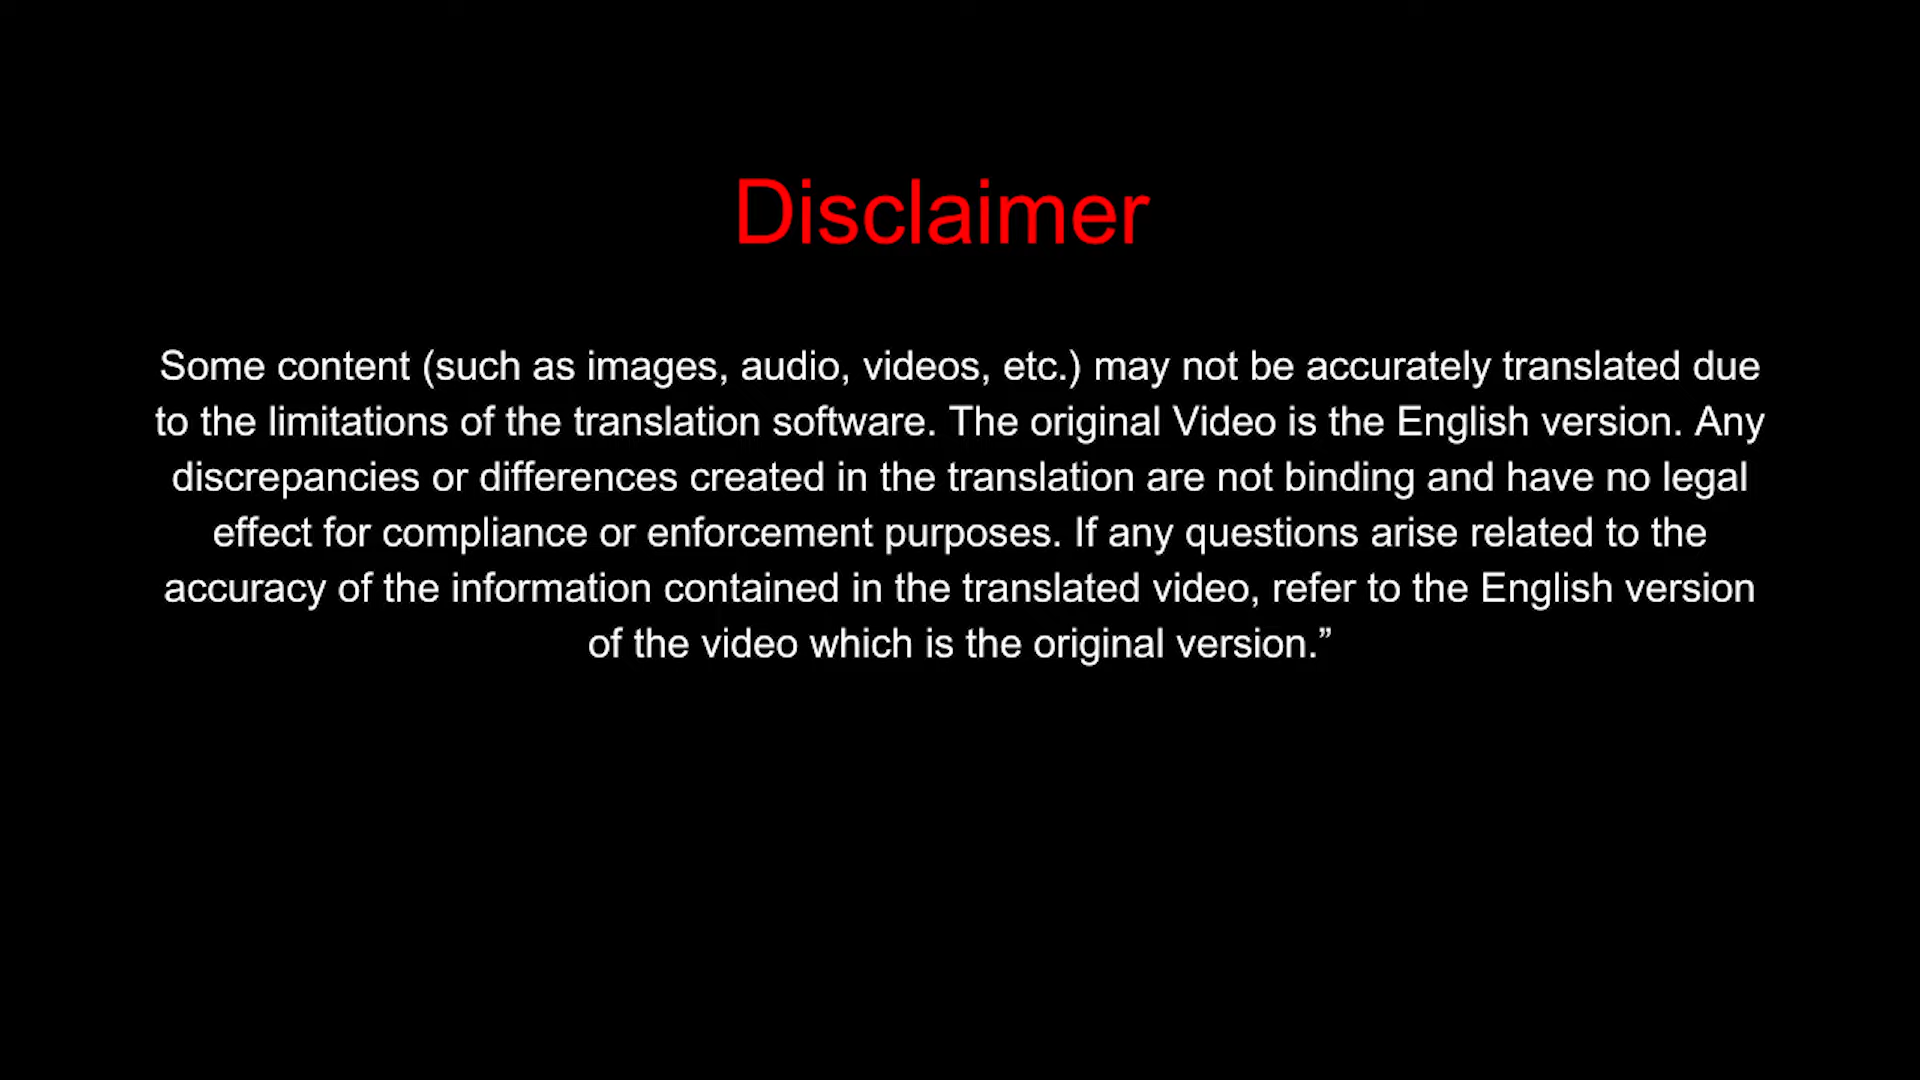 Disclaimer
Some content (such as images, audio, videos, etc.) may not be accurately translated due
to the limitations of the translation software. The original Video is the English version. Any
discrepancies or differences created in the translation are not binding and have no legal
effect for compliance or enforcement purposes. If any questions arise related to the
accuracy of the information contained in the translated video, refer to the English version
of the video which is the original version.”